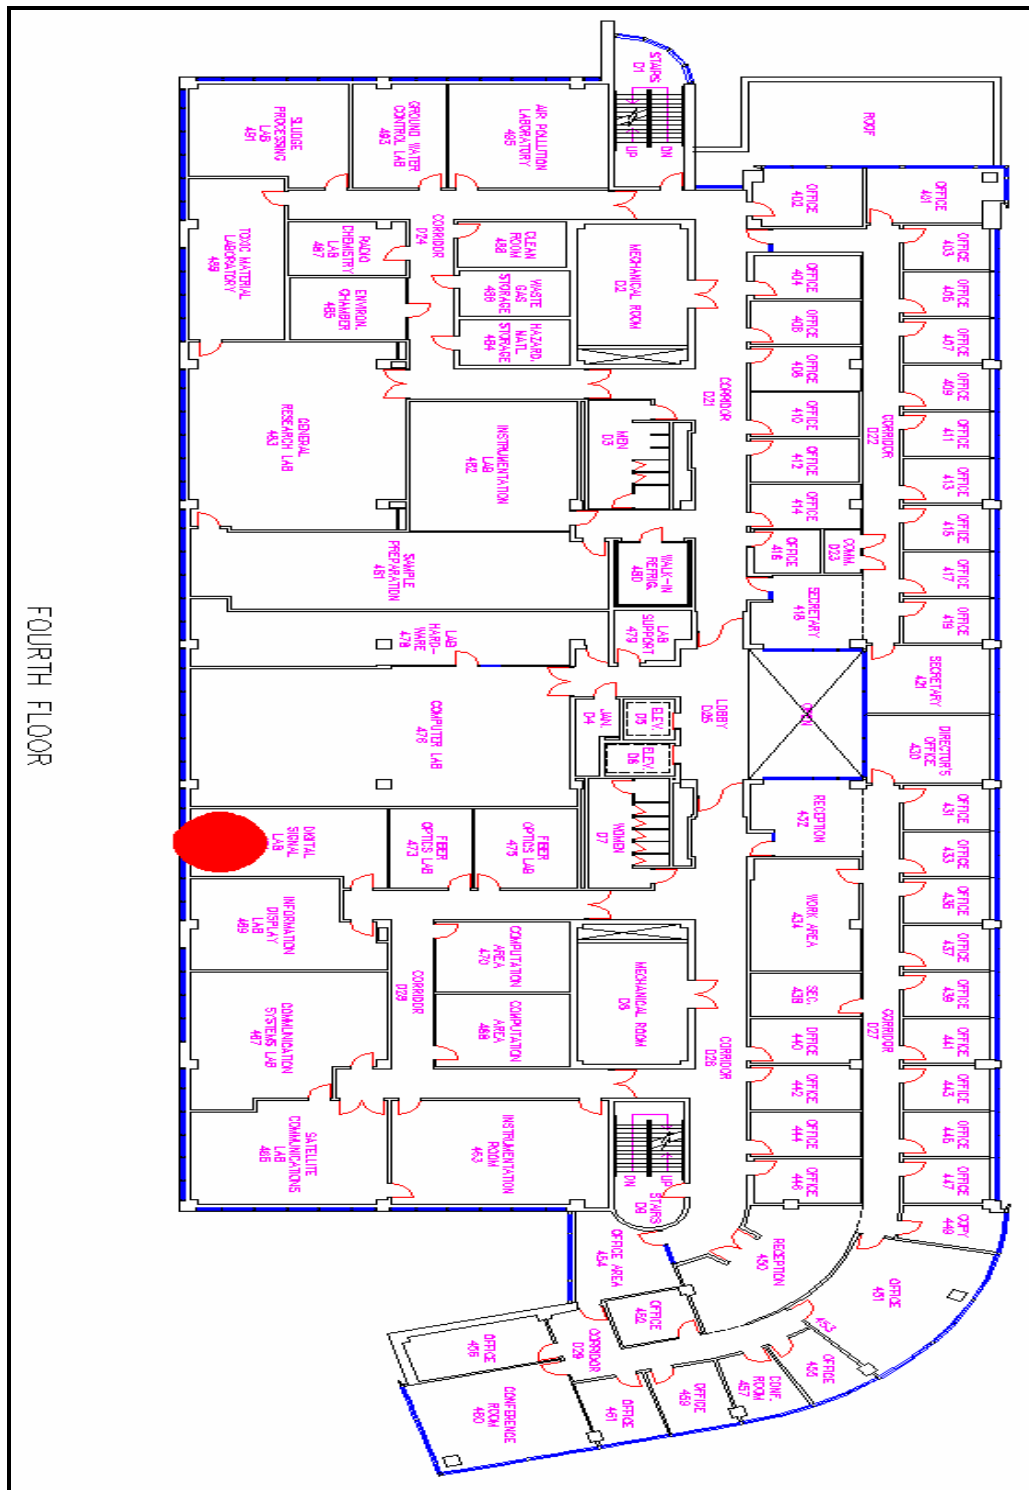 STAIRS
D1
UP
DN
ROOF
SLUDGE
PROCESSING
LAB
491
GROUND WATER
CONTROL LAB
493
AIR POLLUTION
LABORATORY
495
OFFICE
402
OFFICE
401
TOXIC MATERIAL
LABORATORY
489
RADIO
CHEMISTRY
LAB
487
CORRIDOR
D24
CLEAN
ROOM
488
MECHANICAL ROOM
D2
OFFICE
403
ENVIRON.
CHAMBER
485
WASTE
GAS
STORAGE
486
OFFICE
404
OFFICE
405
HAZARD.
MATL
STORAGE
484
OFFICE
OFFICE
407
GENERAL
RESEARCH LAB
483
INSTRUMENTATION
LAB
482
MEN
D3
CORRIDOR
D21
OFFICE
408
OFFICE
409
OFFICE
410
CORRIDOR
D22
OFFICE
411
OFFICE
412
OFFICE
413
OFFICE
414
OFFICE
415
SAMPLE
PREPARATION
481
WALK-IN
REFRIG.
480
OFFICE
416
COMM.
D23
OFFICE
417
LAB
HARD-
WARE
478
LAB
SUPPORT
479
SECRETARY
418
OFFICE
419
COMPUTER LAB
476
JAN.
D4
ELEV.
D5
ELEV.
D6
LOBBY
D25
OPEN
SECRETARY
421
DIRECTOR'S
OFFICE
430
DIGITAL
SIGNAL
LAB
FIBER
OPTICS LAB
473
FIBER
OPTICS LAB
475
WOMEN
D7
RECEPTION
432
OFFICE
431
OFFICE
433
INFORMATION
DISPLAY
LAB
469
CORRIDOR
D28
COMPUTATION
AREA
470
MECHANICAL ROOM
D8
WORK AREA
434
OFFICE
435
OFFICE
437
COMMUNICATION
SYSTEMS LAB
467
COMPUTATION
AREA
468
CORRIDOR
D26
SEC.
438
OFFICE
439
OFFICE
440
CORRIDOR
D27
OFFICE
441
OFFICE
442
OFFICE
443
SATELLITE
COMMUNICATIONS
LAB
465
INSTRUMENTATION
ROOM
463
UP
DN
STAIRS
D9
OFFICE
444
OFFICE
445
OFFICE
446
OFFICE
447
OFFICE AREA
454
RECEPTION
450
COPY
449
OFFICE
451
OFFICE
452
453
OFFICE
455
OFFICE
456
CORRIDOR
D29
CONF.
ROOM
457
OFFICE
459
OFFICE
461
CONFERENCE
ROOM
460
FOURTH FLOOR